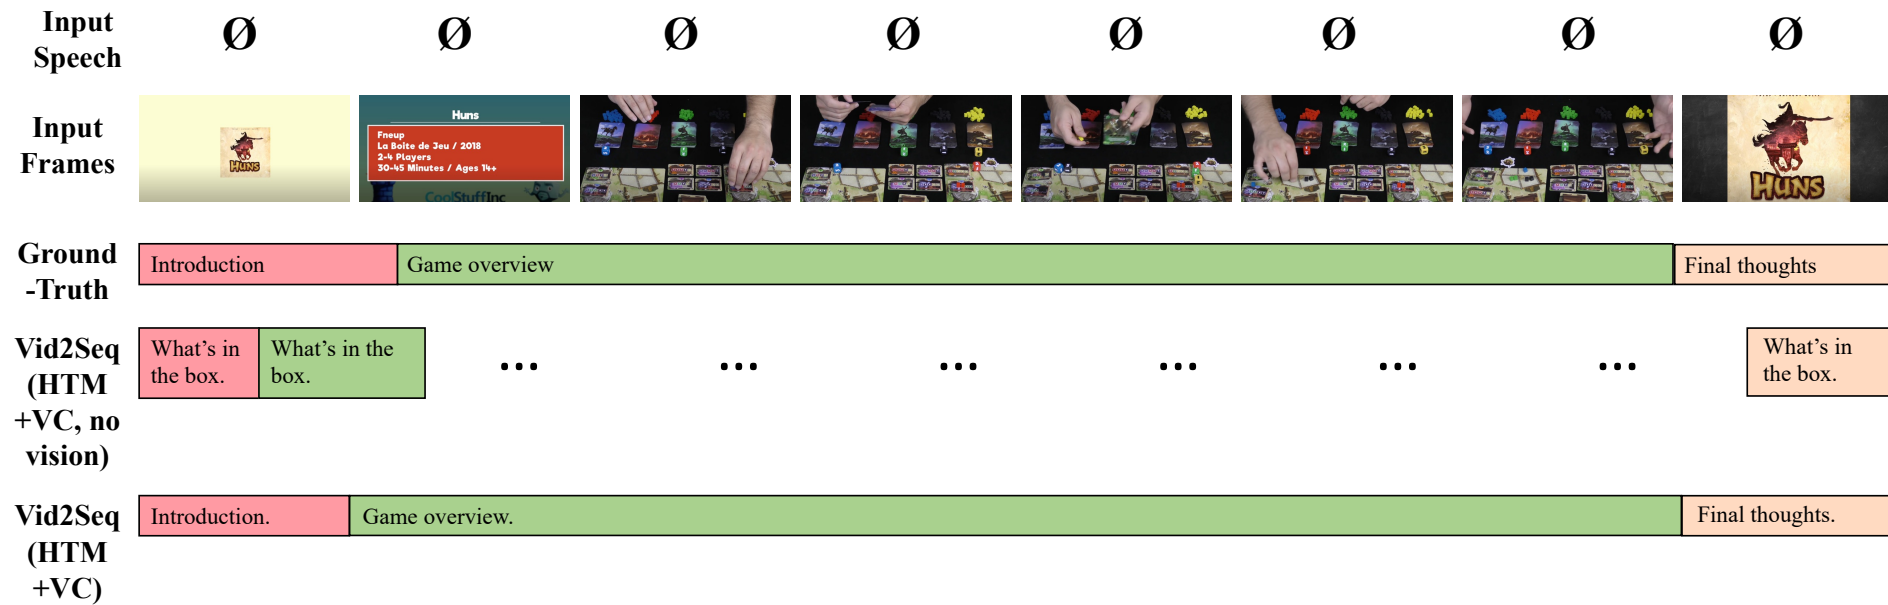 Input
Speech
Ø Ø Ø Ø Ø Ø Ø Ø
Input
Frames
HUNS
Huns
Fneup
La Boite de Jeu / 2018
2-4 Players
30-45 Minutes / Ages 14+
CoolStuffInc
HUNS
Ground
-Truth
Introduction
Game overview
Final thoughts
Vid2Seq
(HTM
+VC, no
vision)
What's in
the box.
What's in the
box.
... ... ... ... ... ...
What's in
the box.
Vid2Seq
(HTM
+VC)
Introduction.
Game overview.
Final thoughts.